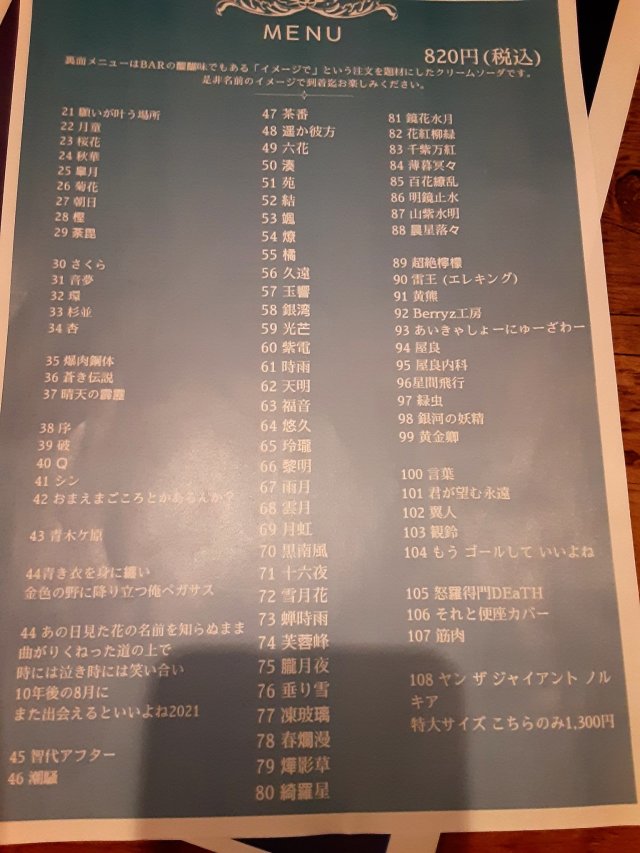 MENU
820円(税込)
裏面メニューはBARの醍醐味でもある「イメージで」という注文を題材にしたクリームソーダです。
是非名前のイメージで到着迄お楽しみください。
21 願いが叶う場所
22 月童
23 桜花
24 秋華
25 皐月
26 菊花
27 朝日
28 樫
29 荼毘
30 さくら
31 音夢
32 環
33 杉並
34 杏
35 爆肉鋼体
36 蒼き伝説
37 晴天の霹靂
38 序
39 破
40 Q
41 シン
42 おまえまごころとかあるんか?
43 青木ケ原
44青き衣を身に纏い
金色の野に降り立つ俺ペガサス
44 あの日見た花の名前を知らぬまま
曲がりくねった道の上で
時には泣き時には笑い合い
10年後の8月に
また出会えるといいよね2021
45 智代アフター
46 潮騒
47 茶番
48 遥か彼方
49 六花
50 湊
51 苑
52 結
53 颯
54 燎
55 橘
56 久遠
57 玉響
58 銀湾
59 光芒
60 紫電
61 時雨
62 天明
63 福音
64 悠久
65 玲瓏
66 黎明
67 雨月
68 雲月
69 月虹
70 黒南風
71 十六夜
72 雪月花
73 蝉時雨
74 芙蓉峰
75 朧月夜
76 垂り雪
77 凍玻璃
78 春爛漫
79 燁影草
80 綺羅星
81 鏡花水月
82 花紅柳緑
83 千紫万紅
84 薄暮冥々
85 百花繚乱
86 明鏡止水
87 山紫水明
88 晨星落々
89 超絶檸檬
90 雷王 (エレキング)
91 黄熊
92 Berryz工房
93 あいきゃしょーにゅーざわー
94 屋良
95 屋良内科
96星間飛行
97 緑虫
98 銀河の妖精
99 黄金卿
100 言葉
101 君が望む永遠
102 翼人
103 観鈴
104 もう ゴールして いいよね
105 怒羅得門DEaTH
106 それと便座カバー
107 筋肉
108 ヤン ザ ジャイアント ノル
キア
特大サイズ こちらのみ1,300円